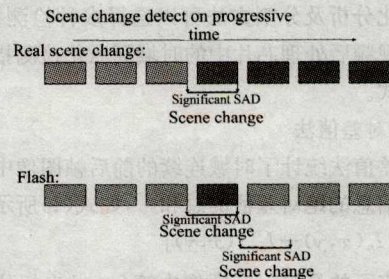 Scene change detect on progressive
time
Real scene change:
Significant SAD
Scene change
Flash:
Significant SAD
Scene change
Significant SAD
Scene change